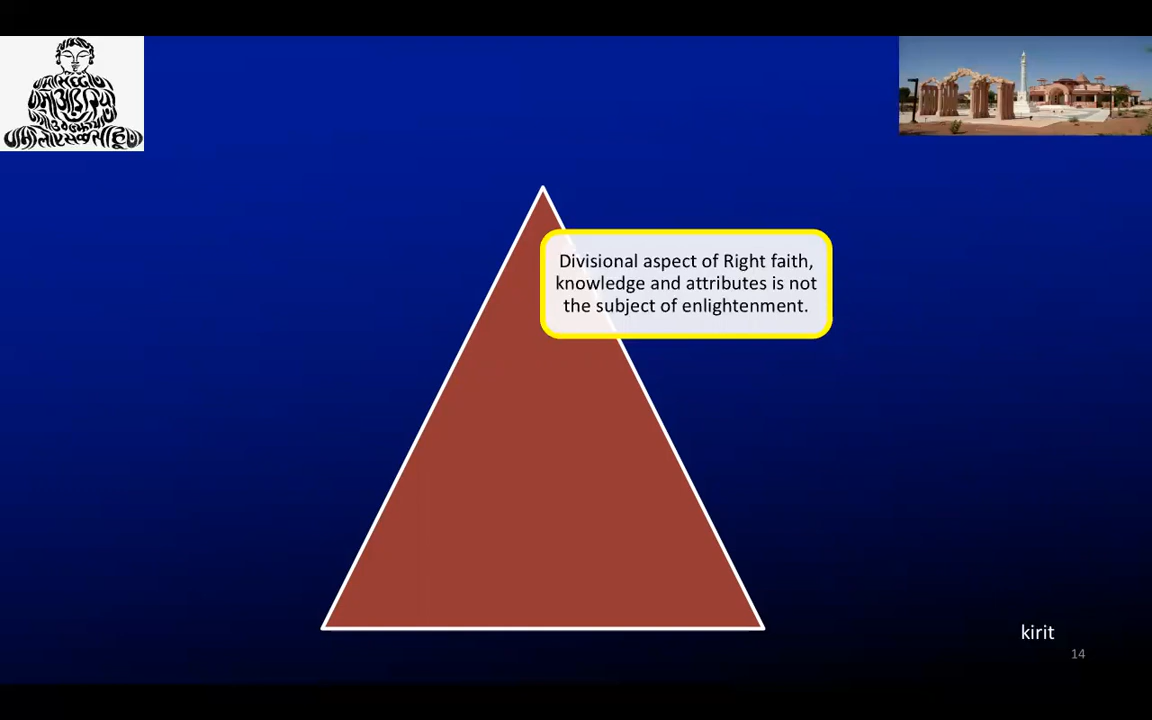 Divisional aspect of Right faith,
knowledge and attributes is not
the subject of enlightenment.
kirit
14